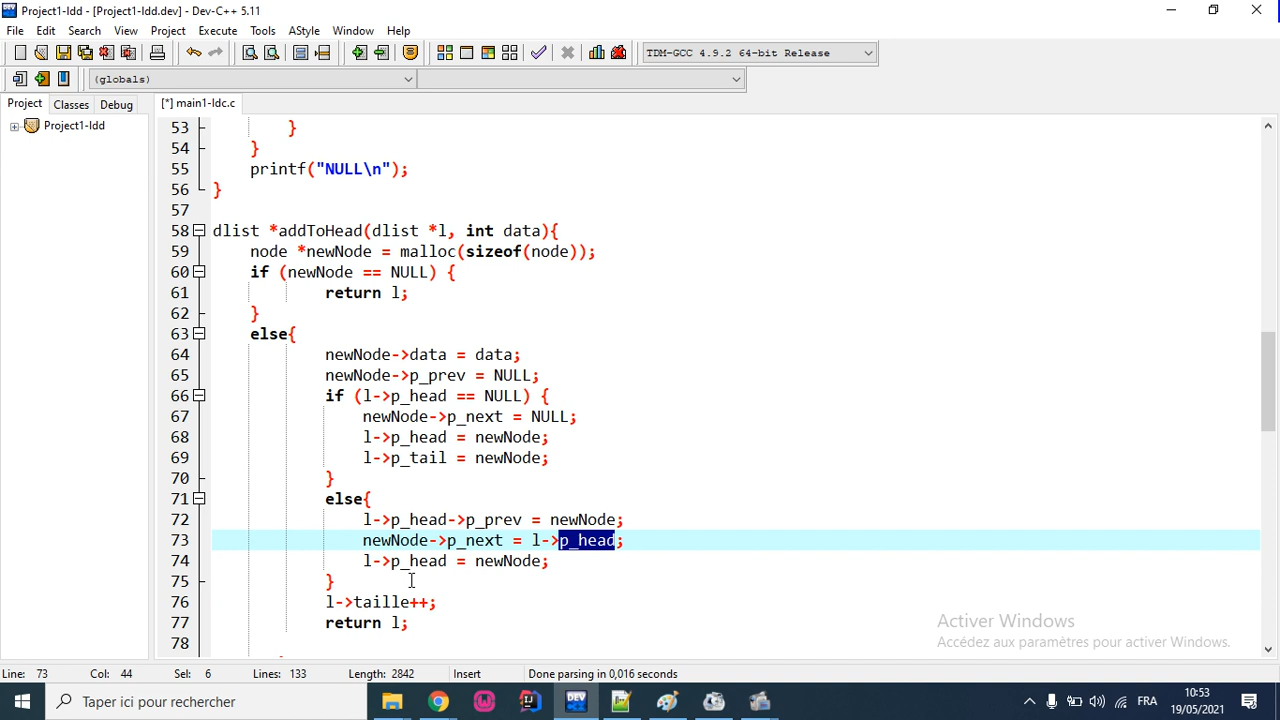 Project1-ldd - [Project1-ldd.dev] - Dev-C++ 5.11
File Edit Search View Project Execute Tools AStyle Window Help
TDM-GCC 4.9.2 64-bit Release
(globals)
Project Classes Debug [*] main1-ldc.c
Project1-ldd
53 }
54 }
55 printf("NULL\n");
56 }
57
58 dlist *addToHead(dlist *l, int data){
59 node *newNode = malloc(sizeof(node));
60 if (newNode == NULL) {
61 return l;
62 }
63 else{
64 newNode->data = data;
65 newNode->p_prev = NULL;
66 if (l->p_head == NULL) {
67 newNode->p_next = NULL;
68 l->p_head = newNode;
69 l->p_tail = newNode;
70 }
71 else{
72 l->p_head->p_prev = newNode;
73 newNode->p_next = l->p_head;
74 l->p_head = newNode;
75 }
76 l->taille++;
77 return l;
78
Activer Windows
Accédez aux paramètres pour activer Windows.
Line: 73 Col: 44 Sel: 6 Lines: 133 Length: 2842 Insert Done parsing in 0,016 seconds
Taper ici pour rechercher
DEV
FRA
10:53
19/05/2021